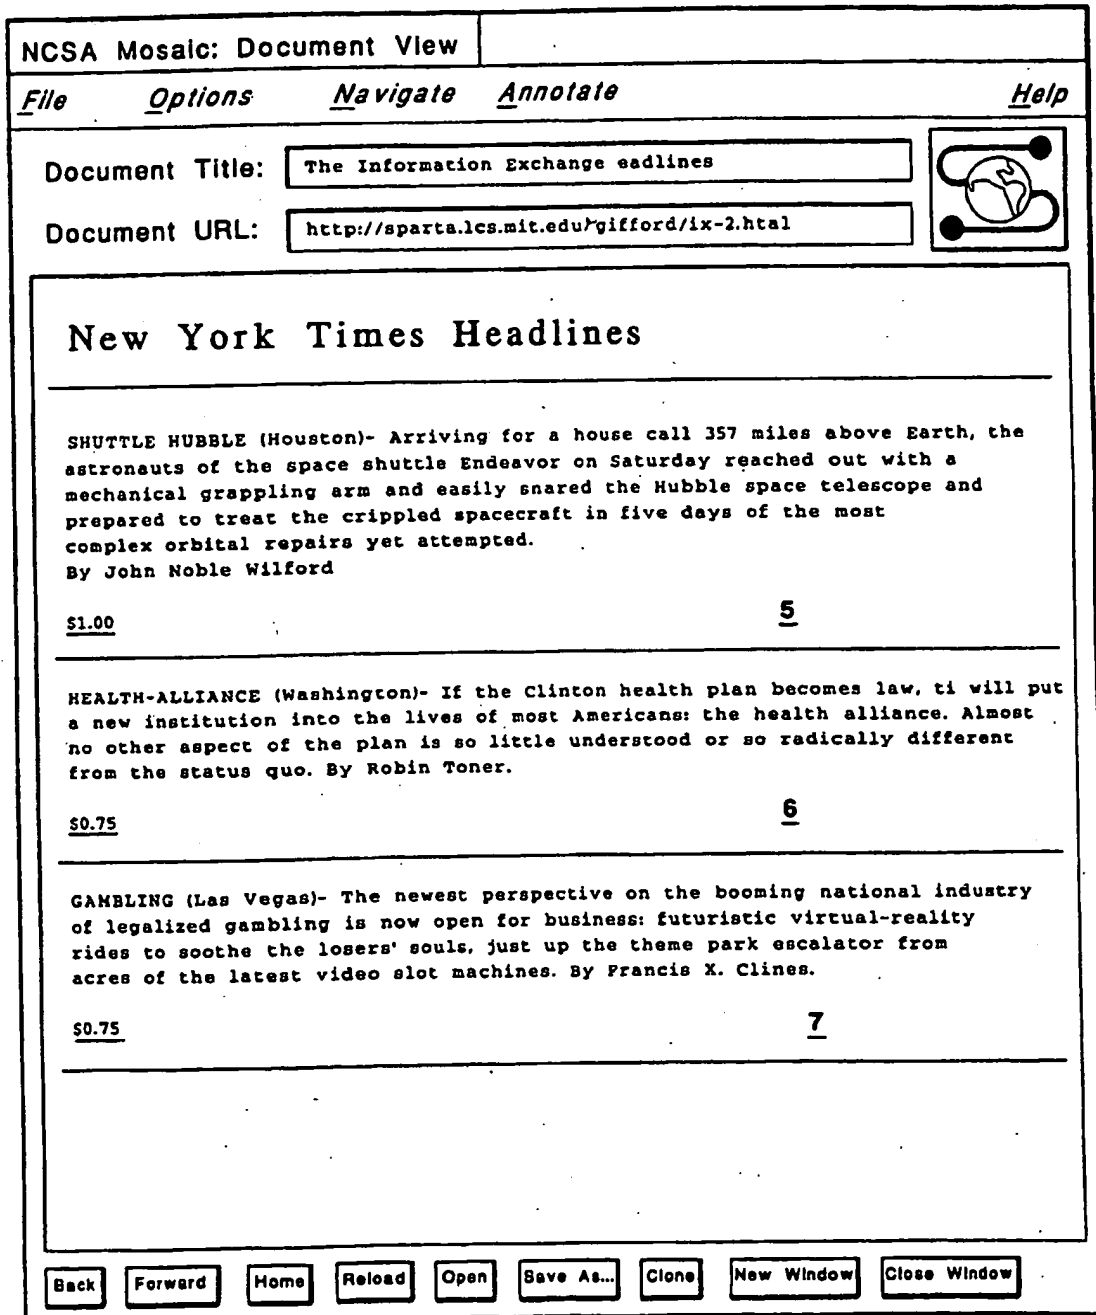 NCSA Mosaic: Document View
File Options Navigate Annotate Help
Document Title: The Information Exchange eadlines
Document URL: http://sparta.lcs.mit.edu/~gifford/ix-2.htal
New York Times Headlines
SHUTTLE HUBBLE (Houston)- Arriving for a house call 357 miles above Earth, the
astronauts of the space shuttle Endeavor on Saturday reached out with a
mechanical grappling arm and easily snared the Hubble space telescope and
prepared to treat the crippled spacecraft in five days of the most
complex orbital repairs yet attempted.
By John Noble Wilford
$1.00 5
HEALTH-ALLIANCE (Washington)- If the Clinton health plan becomes law, ti will put
a new institution into the lives of most Americans: the health alliance. Almost
no other aspect of the plan is so little understood or so radically different
from the status quo. By Robin Toner.
$0.75 6
GAMBLING (Las Vegas)- The newest perspective on the booming national industry
of legalized gambling is now open for business: futuristic virtual-reality
rides to soothe the losers' souls, just up the theme park escalator from
acres of the latest video slot machines. By Francis X. Clines.
$0.75 7
Back Forward Home Reload Open Save As... Clone New Window Close Window